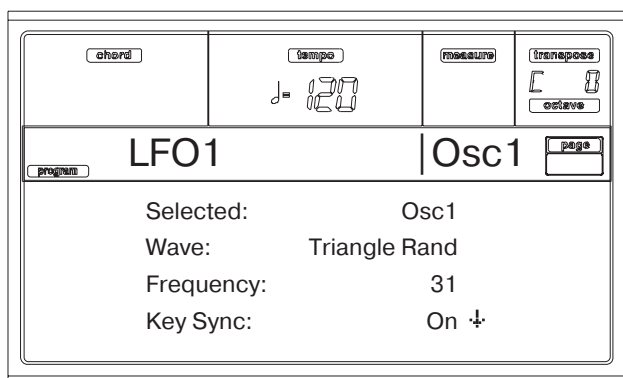 chord tempo measure transpose
♩= 120 C 0
octave
LFO1 Osc1 page
program
Selected: Osc1
Wave: Triangle Rand
Frequency: 31
Key Sync: On